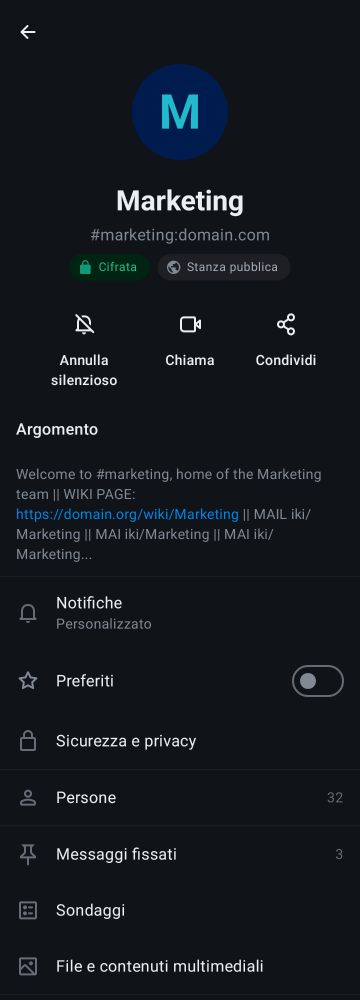 M
Marketing
#marketing:domain.com
Cifrata
Stanza pubblica
Annulla
silenzioso
Chiama
Condividi
Argomento
Welcome to #marketing, home of the Marketing
team || WIKI PAGE:
https://domain.org/wiki/Marketing || MAIL iki/
Marketing || MAI iki/Marketing || MAI iki/
Marketing...
Notifiche
Personalizzato
Preferiti
Sicurezza e privacy
Persone 32
Messaggi fissati 3
Sondaggi
File e contenuti multimediali